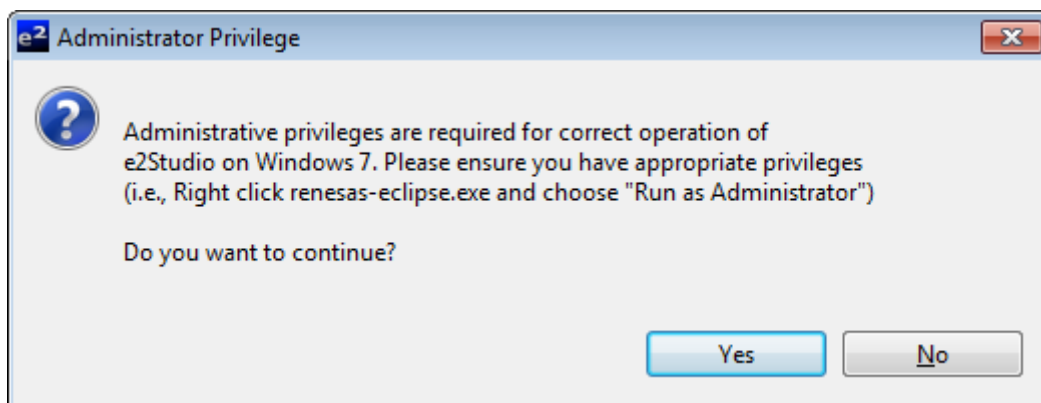 e² Administrator Privilege
?
Administrative privileges are required for correct operation of
e2Studio on Windows 7. Please ensure you have appropriate privileges
(i.e., Right click renesas-eclipse.exe and choose "Run as Administrator")
Do you want to continue?
Yes No